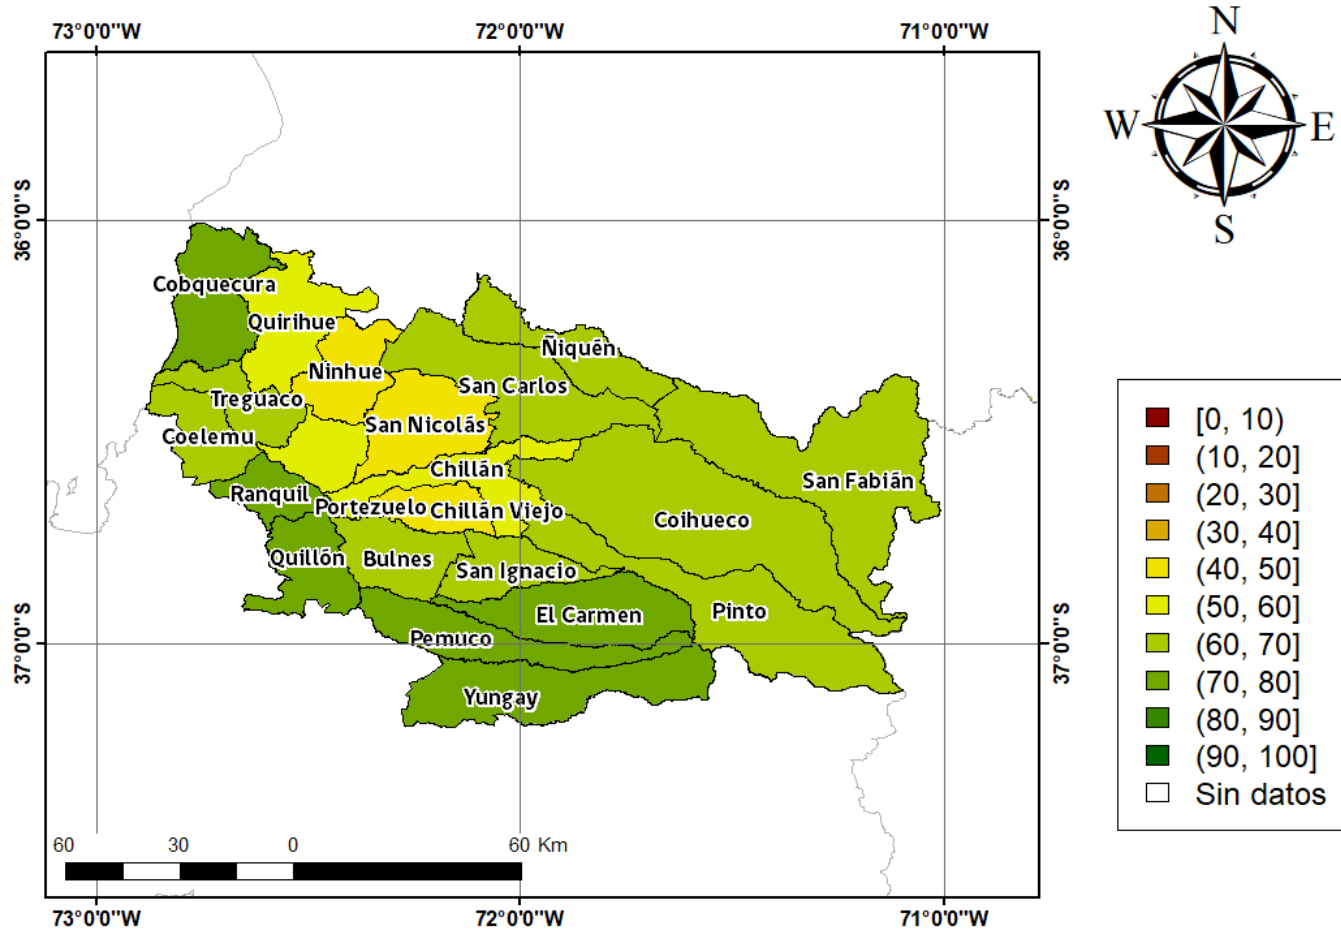 73°0'0"W 72°0'0"W 71°0'0"W
N
W E
S
36°0'0"S 36°0'0"S
Cobquecura
Quirihue
Ñiquén
Ninhue
San Carlos
Treguaco
San Nicolás
Coelemu
Chillán
San Fabián
Ranquil
Portezuelo
Chillán Viejo
Coihueco
Quillón
Bulnes
San Ignacio
El Carmen
Pinto
Pemuco
37°0'0"S 37°0'0"S
Yungay
[0, 10)
(10, 20]
(20, 30]
(30, 40]
(40, 50]
(50, 60]
(60, 70]
(70, 80]
(80, 90]
(90, 100]
Sin datos
60 30 0 60 Km
73°0'0"W 72°0'0"W 71°0'0"W